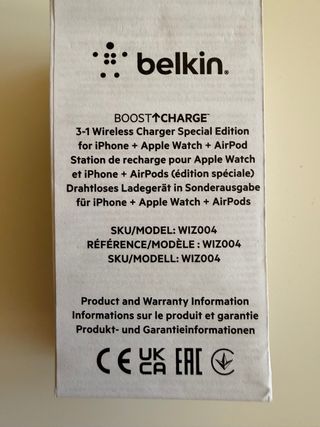 belkin®
BOOST↑CHARGE™
3-1 Wireless Charger Special Edition
for iPhone + Apple Watch + AirPod
Station de recharge pour Apple Watch
et iPhone + AirPods (édition spéciale)
Drahtloses Ladegerät in Sonderausgabe
für iPhone + Apple Watch + AirPods
SKU/MODEL: WIZ004
RÉFÉRENCE/MODÈLE : WIZ004
SKU/MODELL: WIZ004
Product and Warranty Information
Informations sur le produit et garantie
Produkt- und Garantieinformationen
CE UK CA EAC